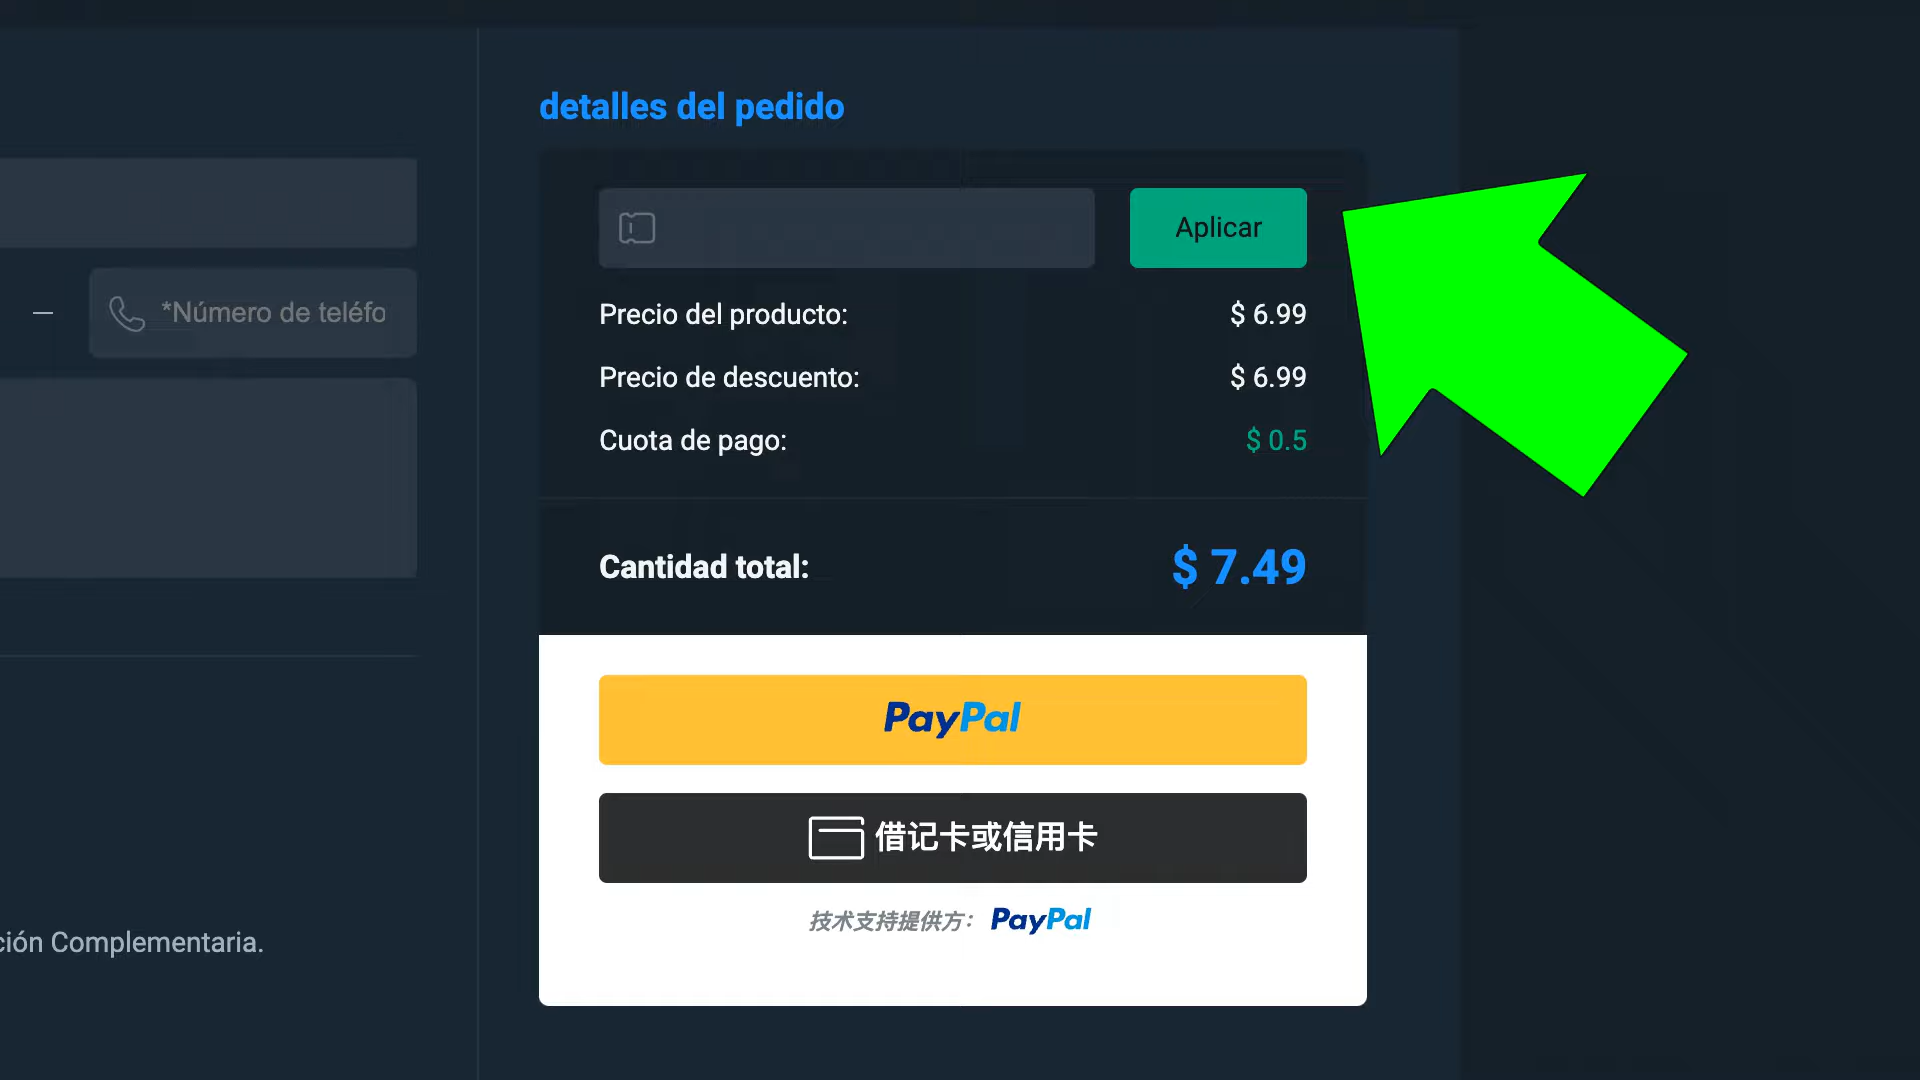 detalles del pedido
Aplicar
*Número de teléfo
Precio del producto: $ 6.99
Precio de descuento: $ 6.99
Cuota de pago: $ 0.5
Cantidad total: $ 7.49
PayPal
借记卡或信用卡
技术支持提供方： PayPal
ción Complementaria.